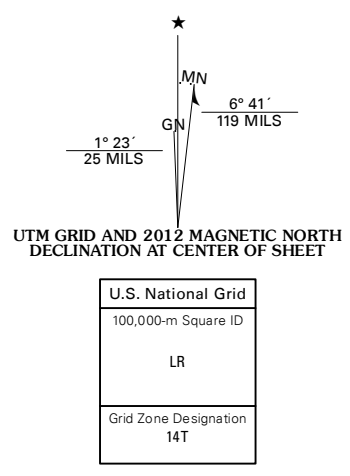 ★
.MN
GN
6° 41´
119 MILS
1° 23´
25 MILS
UTM GRID AND 2012 MAGNETIC NORTH
DECLINATION AT CENTER OF SHEET
U.S. National Grid
100,000-m Square ID
LR
Grid Zone Designation
14T